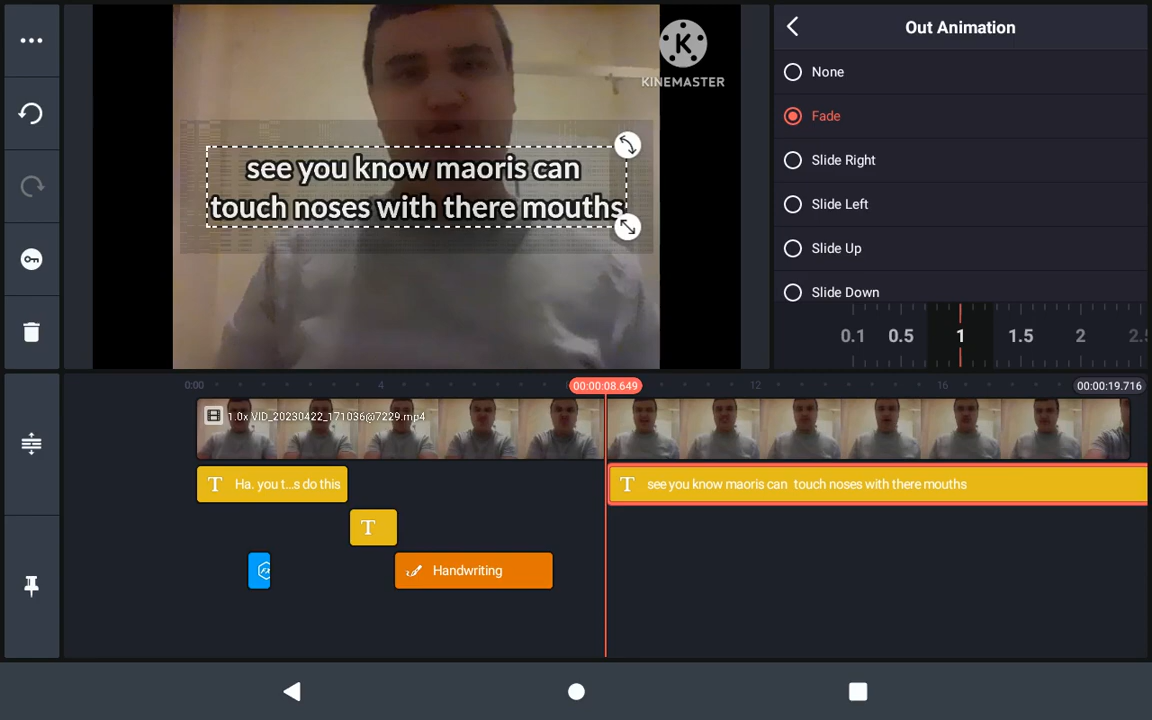 Out Animation
None
Fade
Slide Right
Slide Left
Slide Up
Slide Down
0.1 0.5 1 1.5 2 2.5
K
KINEMASTER
see you know maoris can
touch noses with there mouths
0:00 4 00:00:08.649 12 16 00:00:19.716
1.0x VID_20230422_171036@7229.mp4
T Ha. you t...s do this
T see you know maoris can touch noses with there mouths
T
Handwriting